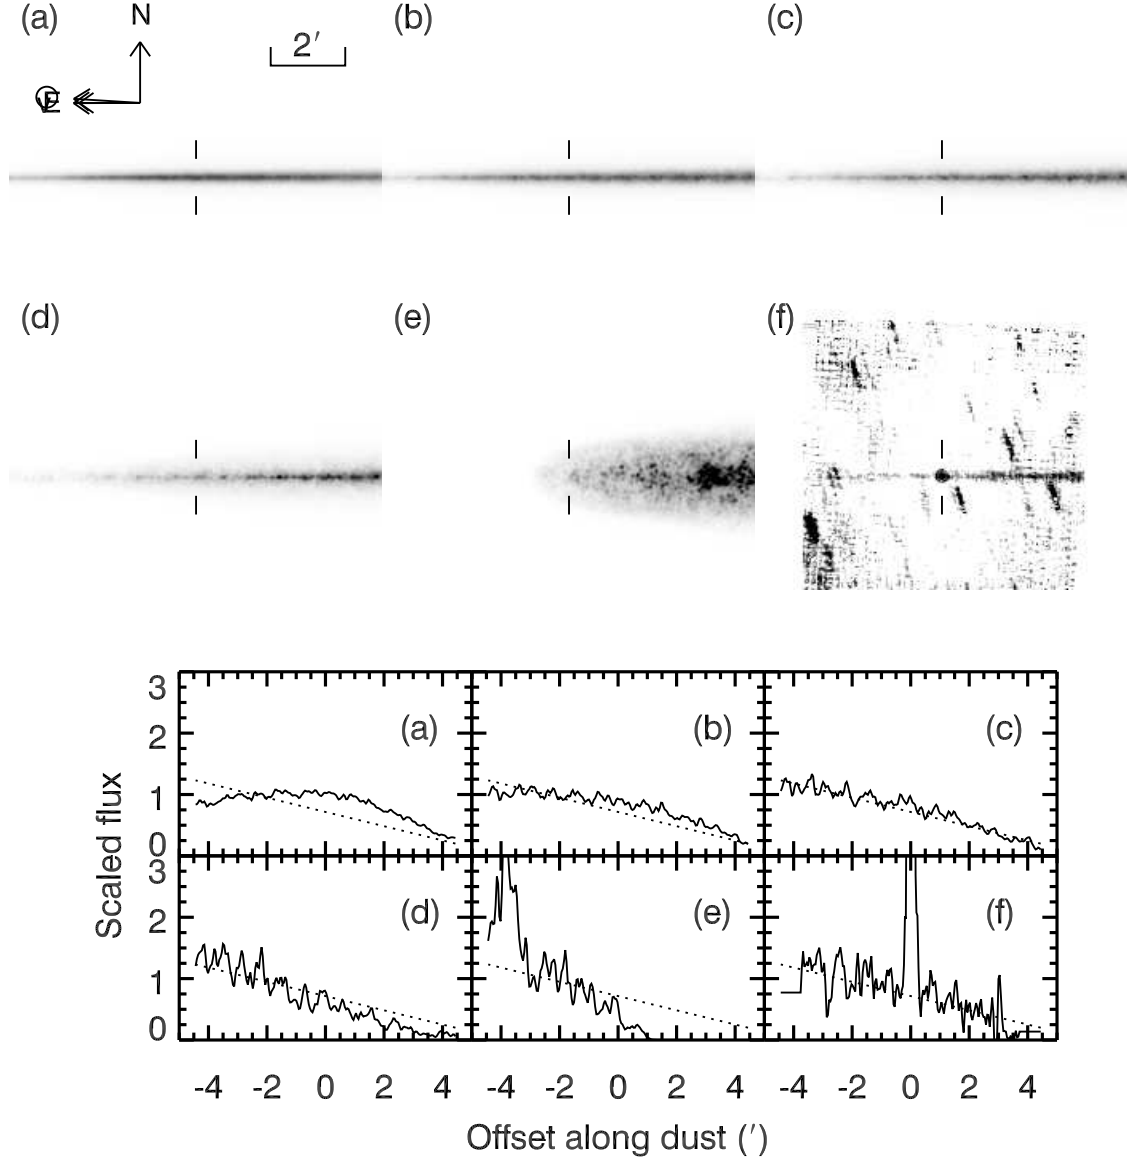 (a) N 2′ (b) (c)
E
(d) (e) (f)
3 (a) (b) (c)
2
1
0
3 (d) (e) (f)
2
1
0
Scaled flux
-4 -2 0 2 4 -4 -2 0 2 4 -4 -2 0 2 4
Offset along dust (′)